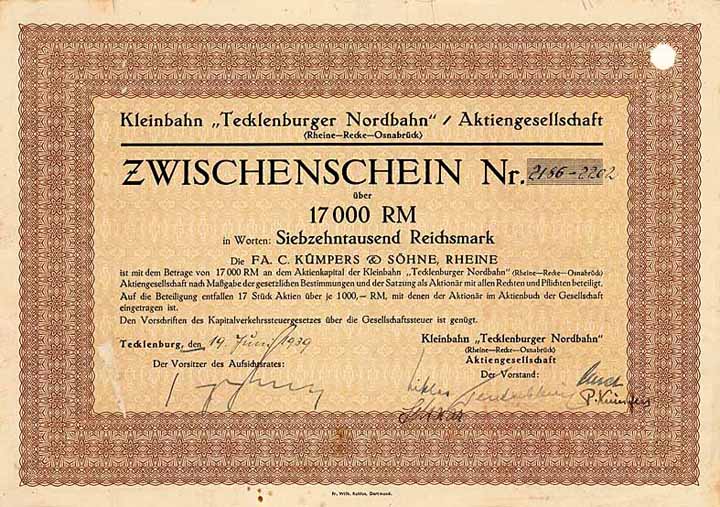 Kleinbahn „Tecklenburger Nordbahn“ / Aktiengesellschaft
(Rheine—Recke—Osnabrück)
ZWISCHENSCHEIN Nr. 2186-2202
über
17 000 RM
in Worten: Siebzehntausend Reichsmark
Die FA. C. KÜMPERS & SÖHNE, RHEINE
ist mit dem Betrage von 17 000 RM an dem Aktienkapital der Kleinbahn „Tecklenburger Nordbahn“ (Rheine—Recke—Osnabrück)
Aktiengesellschaft nach Maßgabe der gesetzlichen Bestimmungen und der Satzung als Aktionär mit allen Rechten und Pflichten beteiligt.
Auf die Beteiligung entfallen 17 Stück Aktien über je 1000,— RM, mit denen der Aktionär im Aktienbuch der Gesellschaft
eingetragen ist.
Den Vorschriften des Kapitalverkehrssteuergesetzes über die Gesellschaftssteuer ist genügt.
Tecklenburg, den 14. Juni 1939
Der Vorsitzer des Aufsichtsrates:
Kleinbahn „Tecklenburger Nordbahn“
(Rheine—Recke—Osnabrück)
Aktiengesellschaft
Der Vorstand:
P. Kümpers
Fr. Wilh. Ruhfus, Dortmund.